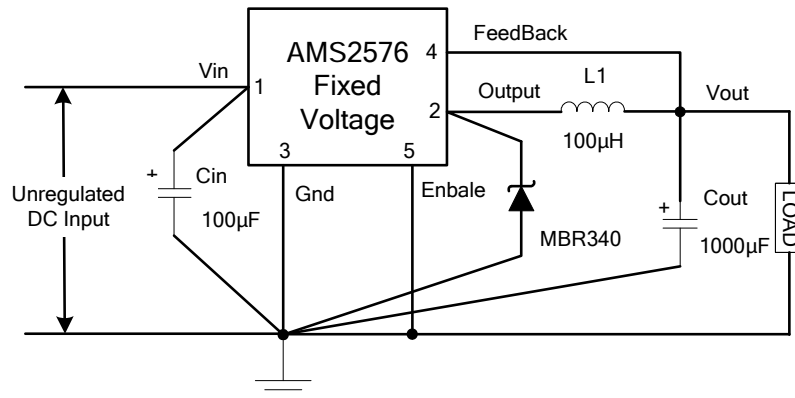 AMS2576
Fixed
Voltage
1
4
2
3
5
FeedBack
Vin
Output
L1
Vout
100µH
Unregulated
DC Input
+
Cin
100µF
Gnd
Enbale
MBR340
+
Cout
1000µF
LOAD